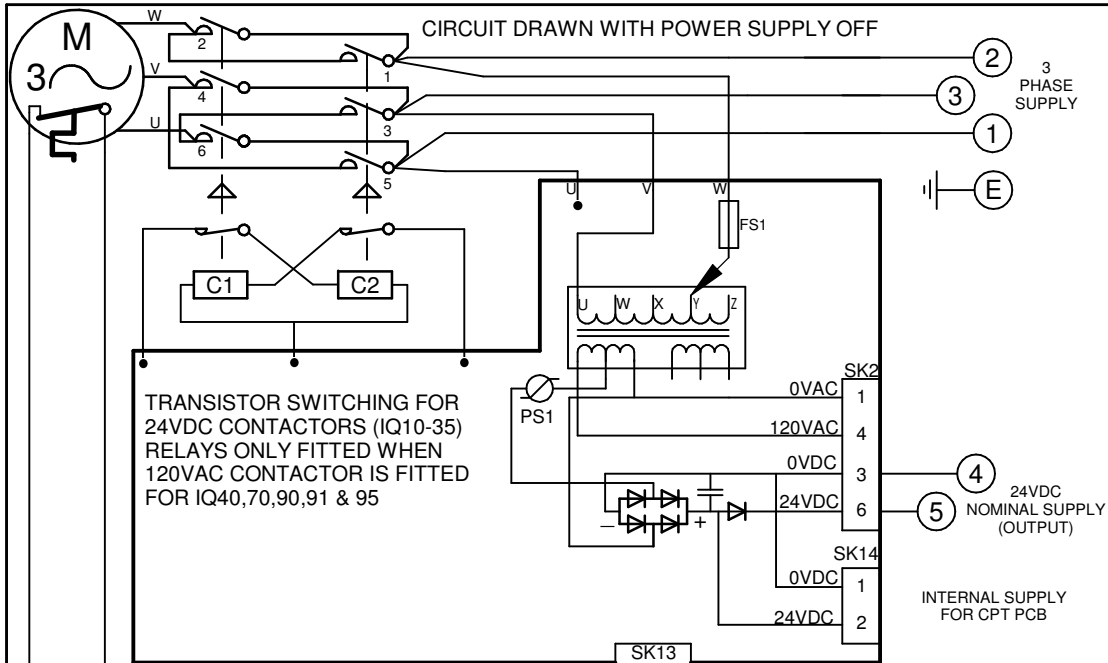 CIRCUIT DRAWN WITH POWER SUPPLY OFF
M
3
W
V
U
2
4
6
1
3
5
2
3
1
E
3
PHASE
SUPPLY
U
V
W
FS1
C1
C2
U
W
X
Y
Z
TRANSISTOR SWITCHING FOR
24VDC CONTACTORS (IQ10-35)
RELAYS ONLY FITTED WHEN
120VAC CONTACTOR IS FITTED
FOR IQ40,70,90,91 & 95
PS1
SK2
0VAC 1
120VAC 4
0VDC 3
24VDC 6
4
5
24VDC
NOMINAL SUPPLY
(OUTPUT)
− +
SK14
0VDC 1
24VDC 2
INTERNAL SUPPLY
FOR CPT PCB
SK13